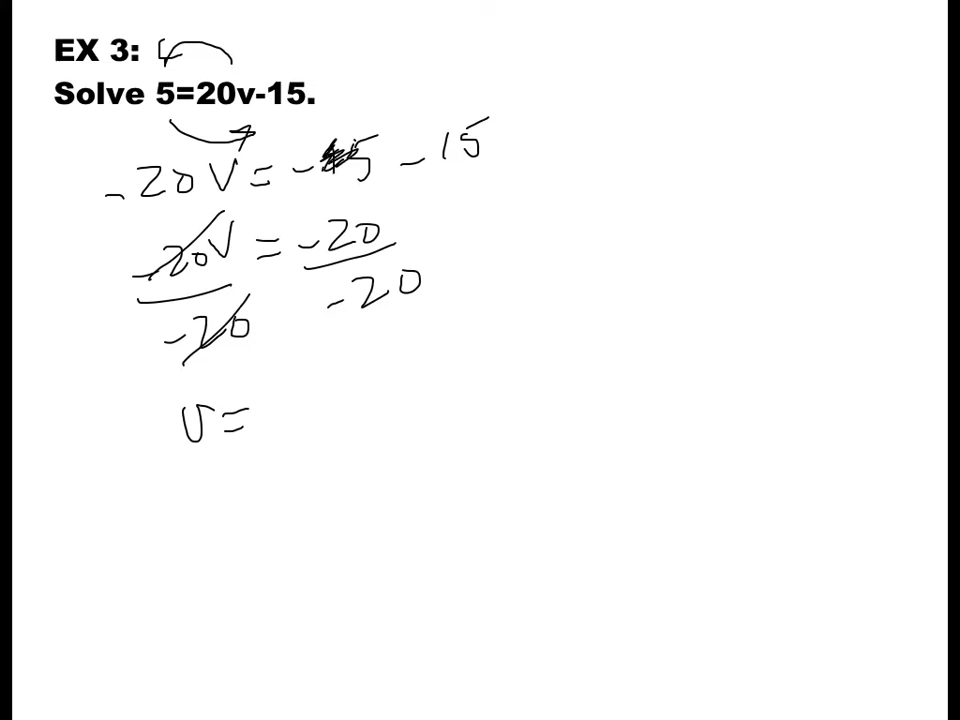 EX 3:
Solve 5=20v-15.
-20V = -5 - 15
-20V = -20
-20 -20
v=